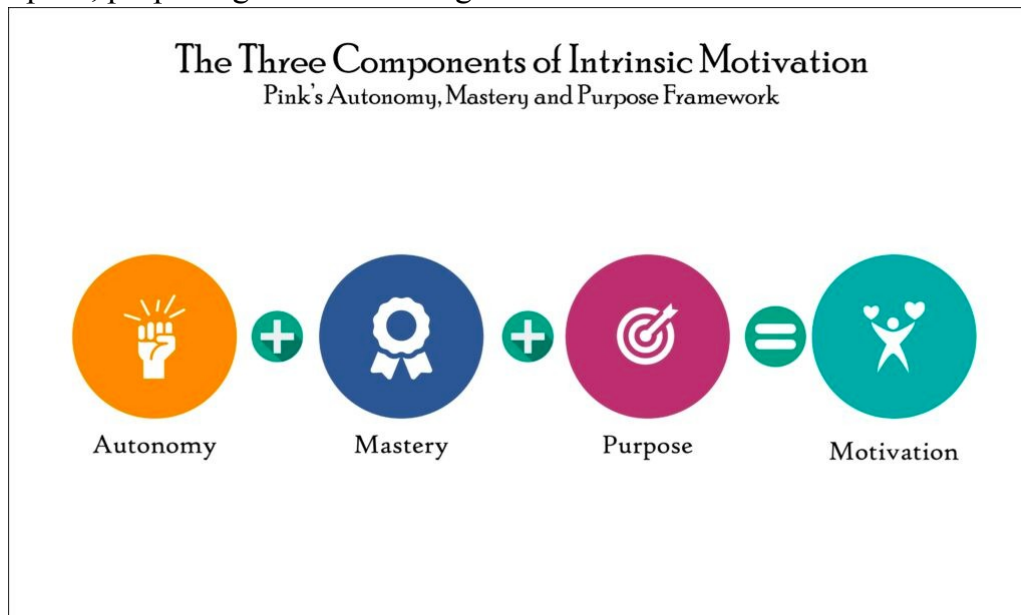 The Three Components of Intrinsic Motivation
Pink's Autonomy, Mastery and Purpose Framework
Autonomy
Mastery
Purpose
Motivation